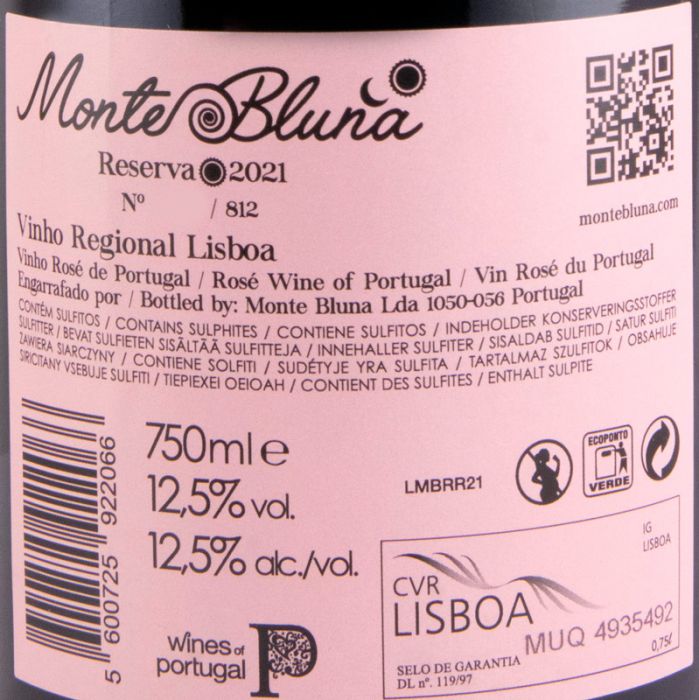 Monte Bluna
Reserva 2021
Nº / 812
montebluna.com
Vinho Regional Lisboa
Vinho Rosé de Portugal / Rosé Wine of Portugal / Vin Rosé du Portugal
Engarrafado por / Bottled by: Monte Bluna Lda 1050-056 Portugal
CONTÉM SULFITOS / CONTAINS SULPHITES / CONTIENE SULFITOS / INDEHOLDER KONSERVERINGSSTOFFER
SULFITTER / BEVAT SULFIETEN SISÄLTÄÄ SULFITTEJA / INNEHALLER SULFITER / SISALDAB SULFITID / SATUR SULFITI
ZAWIERA SIARCZYNY / CONTIENE SOLFITI / SUDÉTYJE YRA SULFITA / TARTALMAZ SZULFITOK / OBSAHUJE
SIRICITANY VSEBUJE SULFITI / TIEPIEXEI OEIOAH / CONTIENT DES SULFITES / ENTHALT SULPITE
750ml e
12,5% vol.
12,5% alc./vol.
LMBRR21
ECOPONTO
VERDE
5 600725 922066
wines of
portugal
IG
LISBOA
CVR
LISBOA
MUQ 4935492
SELO DE GARANTIA
DL nº. 119/97
0,75ℓ